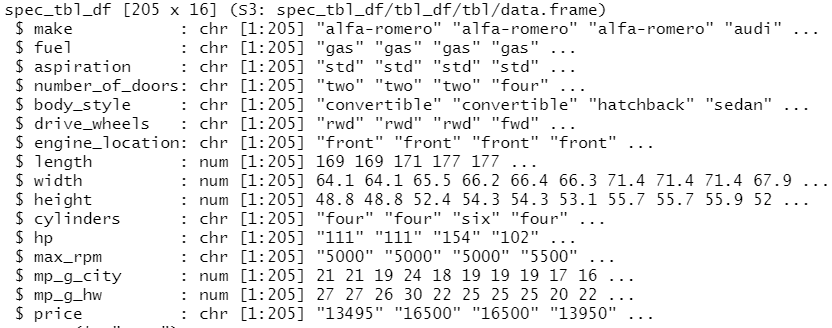 spec_tbl_df [205 x 16] (S3: spec_tbl_df/tbl_df/tbl/data.frame)
$ make : chr [1:205] "alfa-romero" "alfa-romero" "alfa-romero" "audi" ...
$ fuel : chr [1:205] "gas" "gas" "gas" "gas" ...
$ aspiration : chr [1:205] "std" "std" "std" "std" ...
$ number_of_doors: chr [1:205] "two" "two" "two" "four" ...
$ body_style : chr [1:205] "convertible" "convertible" "hatchback" "sedan" ...
$ drive_wheels : chr [1:205] "rwd" "rwd" "rwd" "fwd" ...
$ engine_location: chr [1:205] "front" "front" "front" "front" ...
$ length : num [1:205] 169 169 171 177 177 ...
$ width : num [1:205] 64.1 64.1 65.5 66.2 66.4 66.3 71.4 71.4 71.4 67.9 ...
$ height : num [1:205] 48.8 48.8 52.4 54.3 54.3 53.1 55.7 55.7 55.9 52 ...
$ cylinders : chr [1:205] "four" "four" "six" "four" ...
$ hp : chr [1:205] "111" "111" "154" "102" ...
$ max_rpm : chr [1:205] "5000" "5000" "5000" "5500" ...
$ mp_g_city : num [1:205] 21 21 19 24 18 19 19 19 17 16 ...
$ mp_g_hw : num [1:205] 27 27 26 30 22 25 25 25 20 22 ...
$ price : chr [1:205] "13495" "16500" "16500" "13950" ...